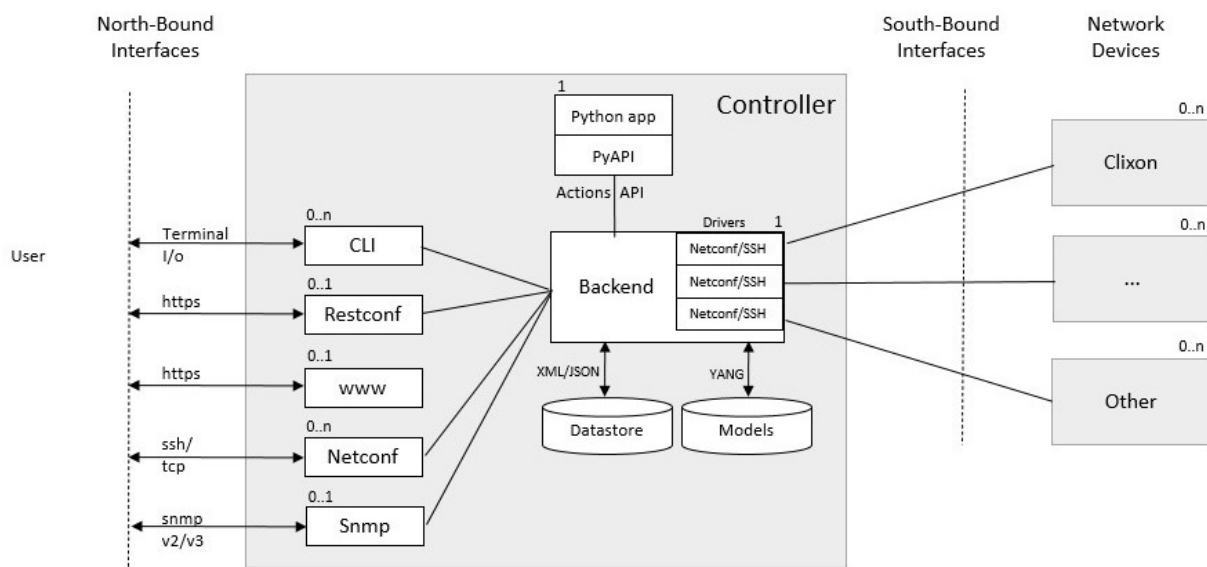 North-Bound
Interfaces
South-Bound
Interfaces
Network
Devices
Controller
1
Python app
PyAPI
Actions API
0..n
Clixon
User
Terminal
I/o
0..n
CLI
https
0..1
Restconf
https
0..1
www
ssh/
tcp
0..n
Netconf
snmp
v2/v3
0..1
Snmp
Backend
Drivers 1
Netconf/SSH
Netconf/SSH
Netconf/SSH
XML/JSON
YANG
Datastore
Models
0..n
...
0..n
Other